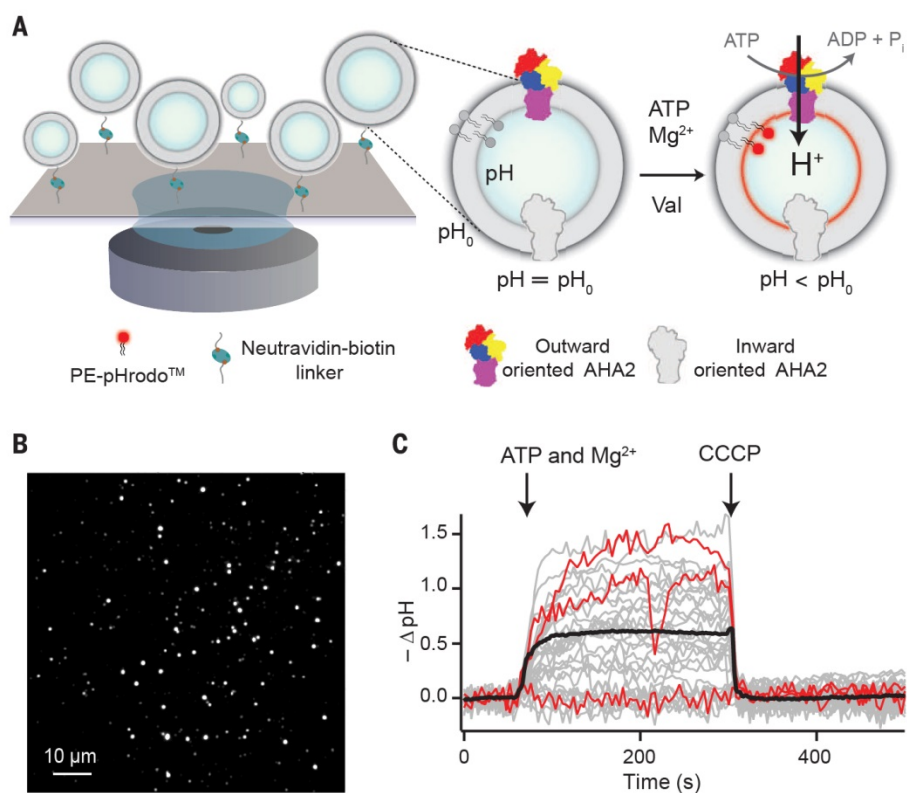 A
ATP
ADP + Pi
ATP
Mg2+
Val
pH
H+
pH0
pH = pH0
pH < pH0
PE-pHrodo™
Neutravidin-biotin
linker
Outward
oriented AHA2
Inward
oriented AHA2
B
10 µm
C
ATP and Mg2+
CCCP
1.5
1.0
0.5
0.0
− Δ pH
0
200
400
Time (s)